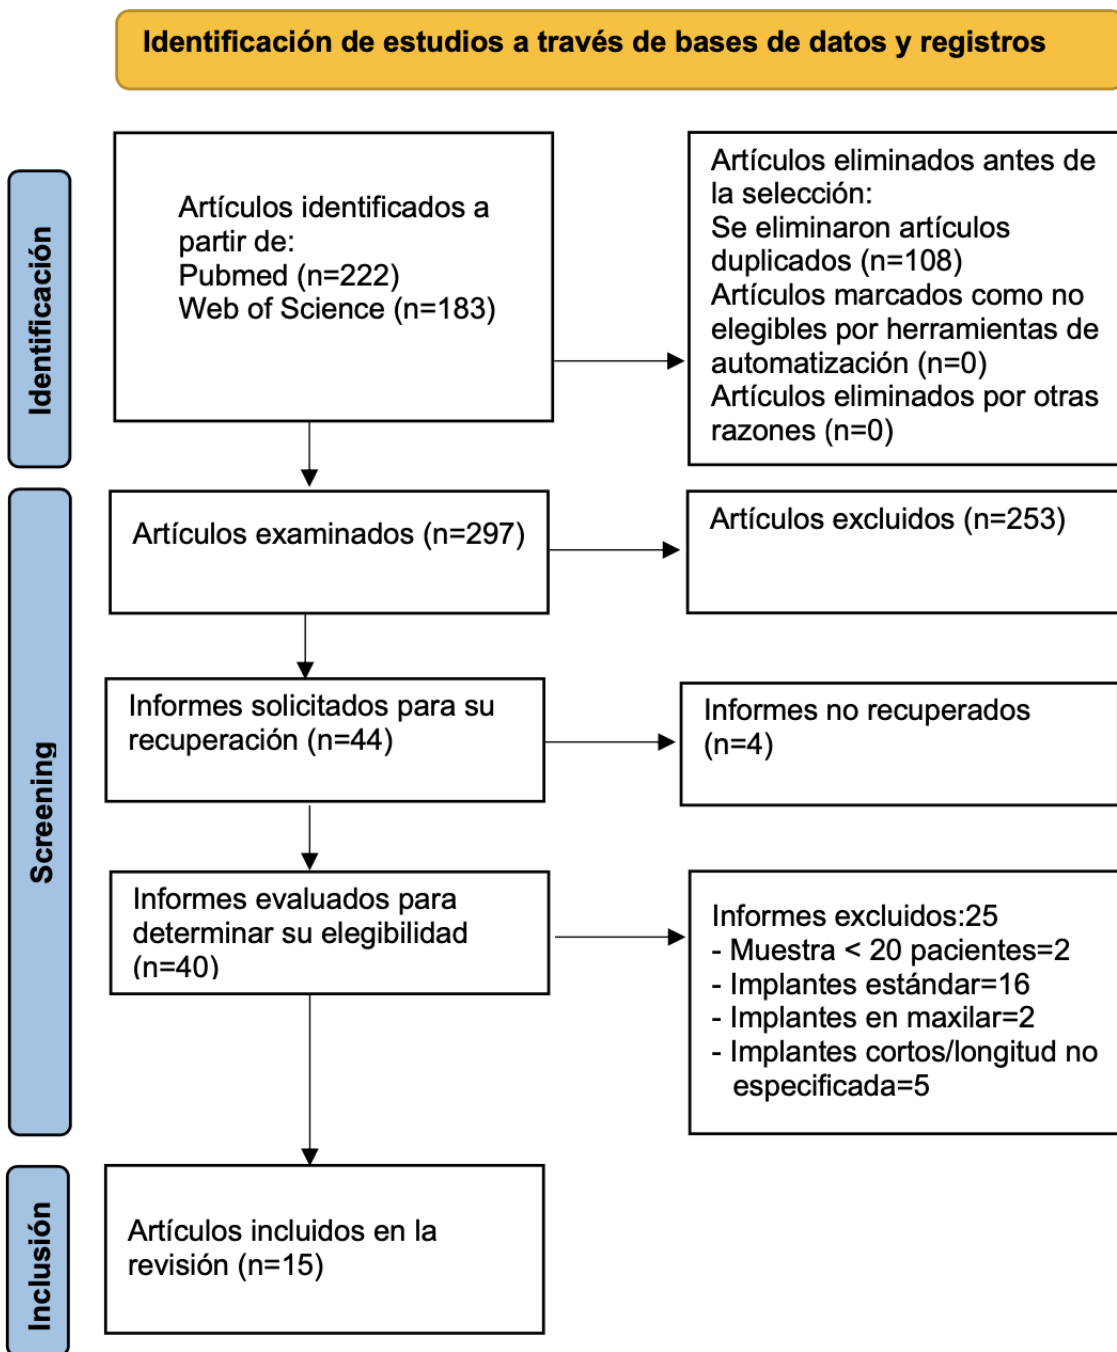 Identificación de estudios a través de bases de datos y registros
Identificación
Artículos identificados a
partir de:
Pubmed (n=222)
Web of Science (n=183)
Artículos eliminados antes de
la selección:
Se eliminaron artículos
duplicados (n=108)
Artículos marcados como no
elegibles por herramientas de
automatización (n=0)
Artículos eliminados por otras
razones (n=0)
Screening
Artículos examinados (n=297)
Artículos excluidos (n=253)
Informes solicitados para su
recuperación (n=44)
Informes no recuperados
(n=4)
Informes evaluados para
determinar su elegibilidad
(n=40)
Informes excluidos:25
- Muestra < 20 pacientes=2
- Implantes estándar=16
- Implantes en maxilar=2
- Implantes cortos/longitud no
especificada=5
Inclusión
Artículos incluidos en la
revisión (n=15)